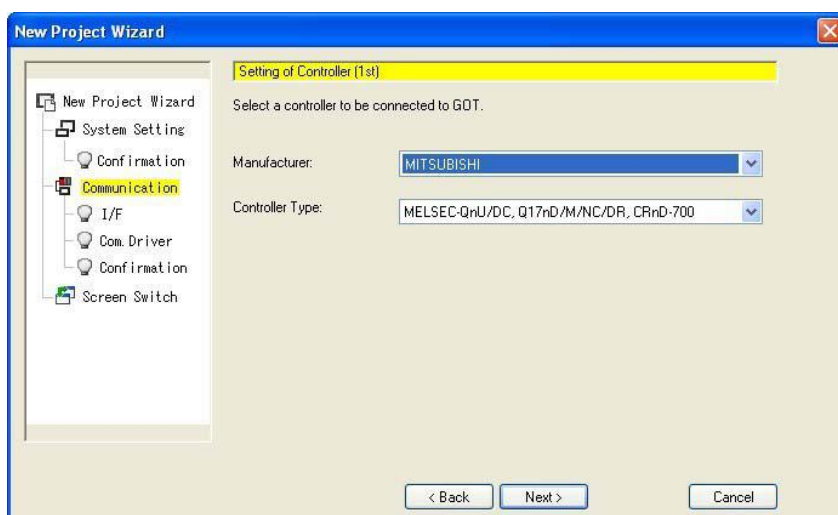 New Project Wizard
New Project Wizard
System Setting
Confirmation
Communication
I/F
Com. Driver
Confirmation
Screen Switch
Setting of Controller (1st)
Select a controller to be connected to GOT.
Manufacturer:
MITSUBISHI
Controller Type:
MELSEC-QnU/DC, Q17nD/M/NC/DR, CRnD-700
< Back
Next >
Cancel